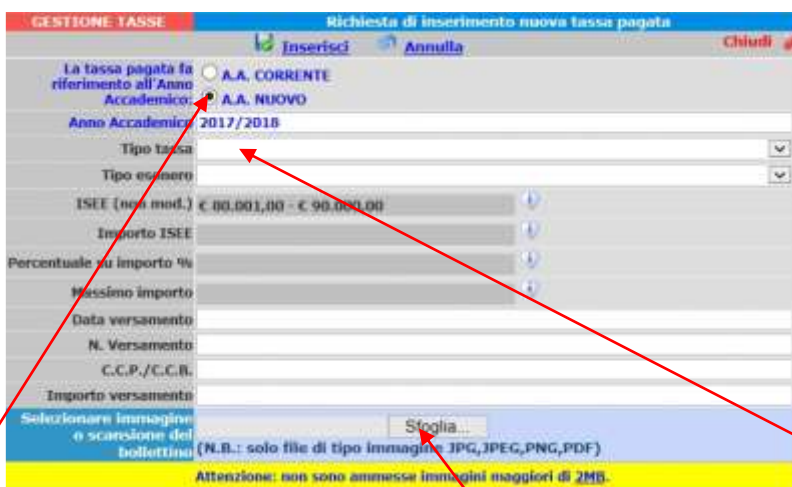 GESTIONE TASSE Richiesta di inserimento nuova tassa pagata
Inserisci Annulla Chiudi
La tassa pagata fa riferimento all'Anno Accademico:
A.A. CORRENTE
A.A. NUOVO
Anno Accademico 2017/2018
Tipo tassa
Tipo esonero
ISEE (non mod.) € 80.001,00 - € 90.000,00
Importo ISEE
Percentuale su importo %
Massimo importo
Data versamento
N. Versamento
C.C.P./C.C.B.
Importo versamento
Selezionare immagine
o scansione del
bollettino
Sfoglia...
(N.B.: solo file di tipo immagine JPG,JPEG,PNG,PDF)
Attenzione: non sono ammesse immagini maggiori di 2MB.